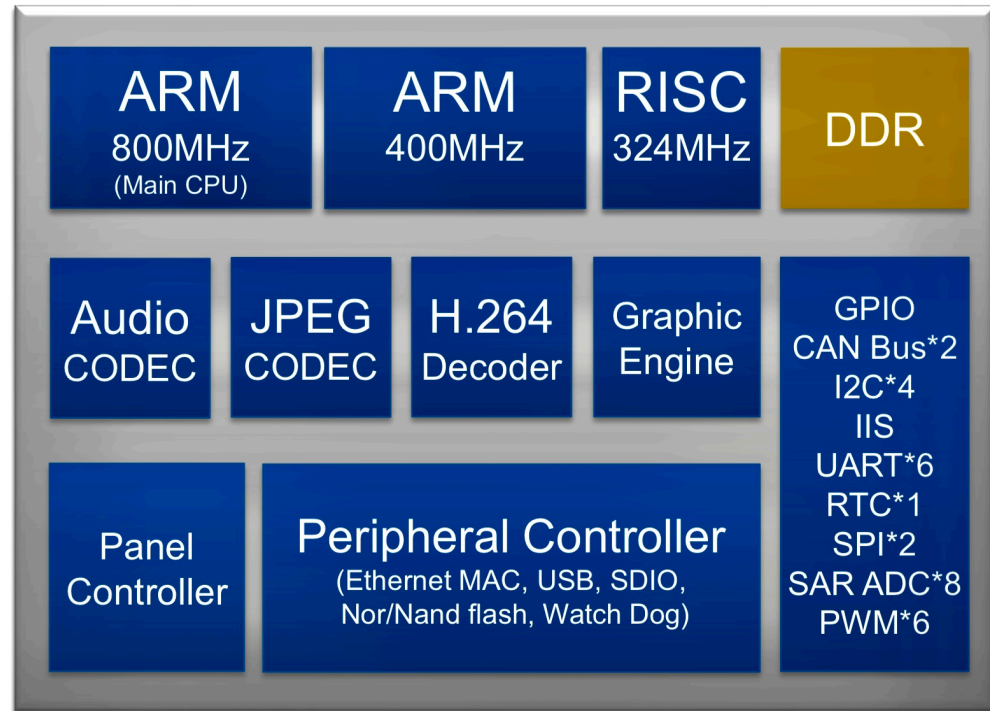 ARM
800MHz
(Main CPU)
ARM
400MHz
RISC
324MHz
DDR
Audio
CODEC
JPEG
CODEC
H.264
Decoder
Graphic
Engine
GPIO
CAN Bus*2
I2C*4
IIS
UART*6
RTC*1
SPI*2
SAR ADC*8
PWM*6
Panel
Controller
Peripheral Controller
(Ethernet MAC, USB, SDIO,
Nor/Nand flash, Watch Dog)